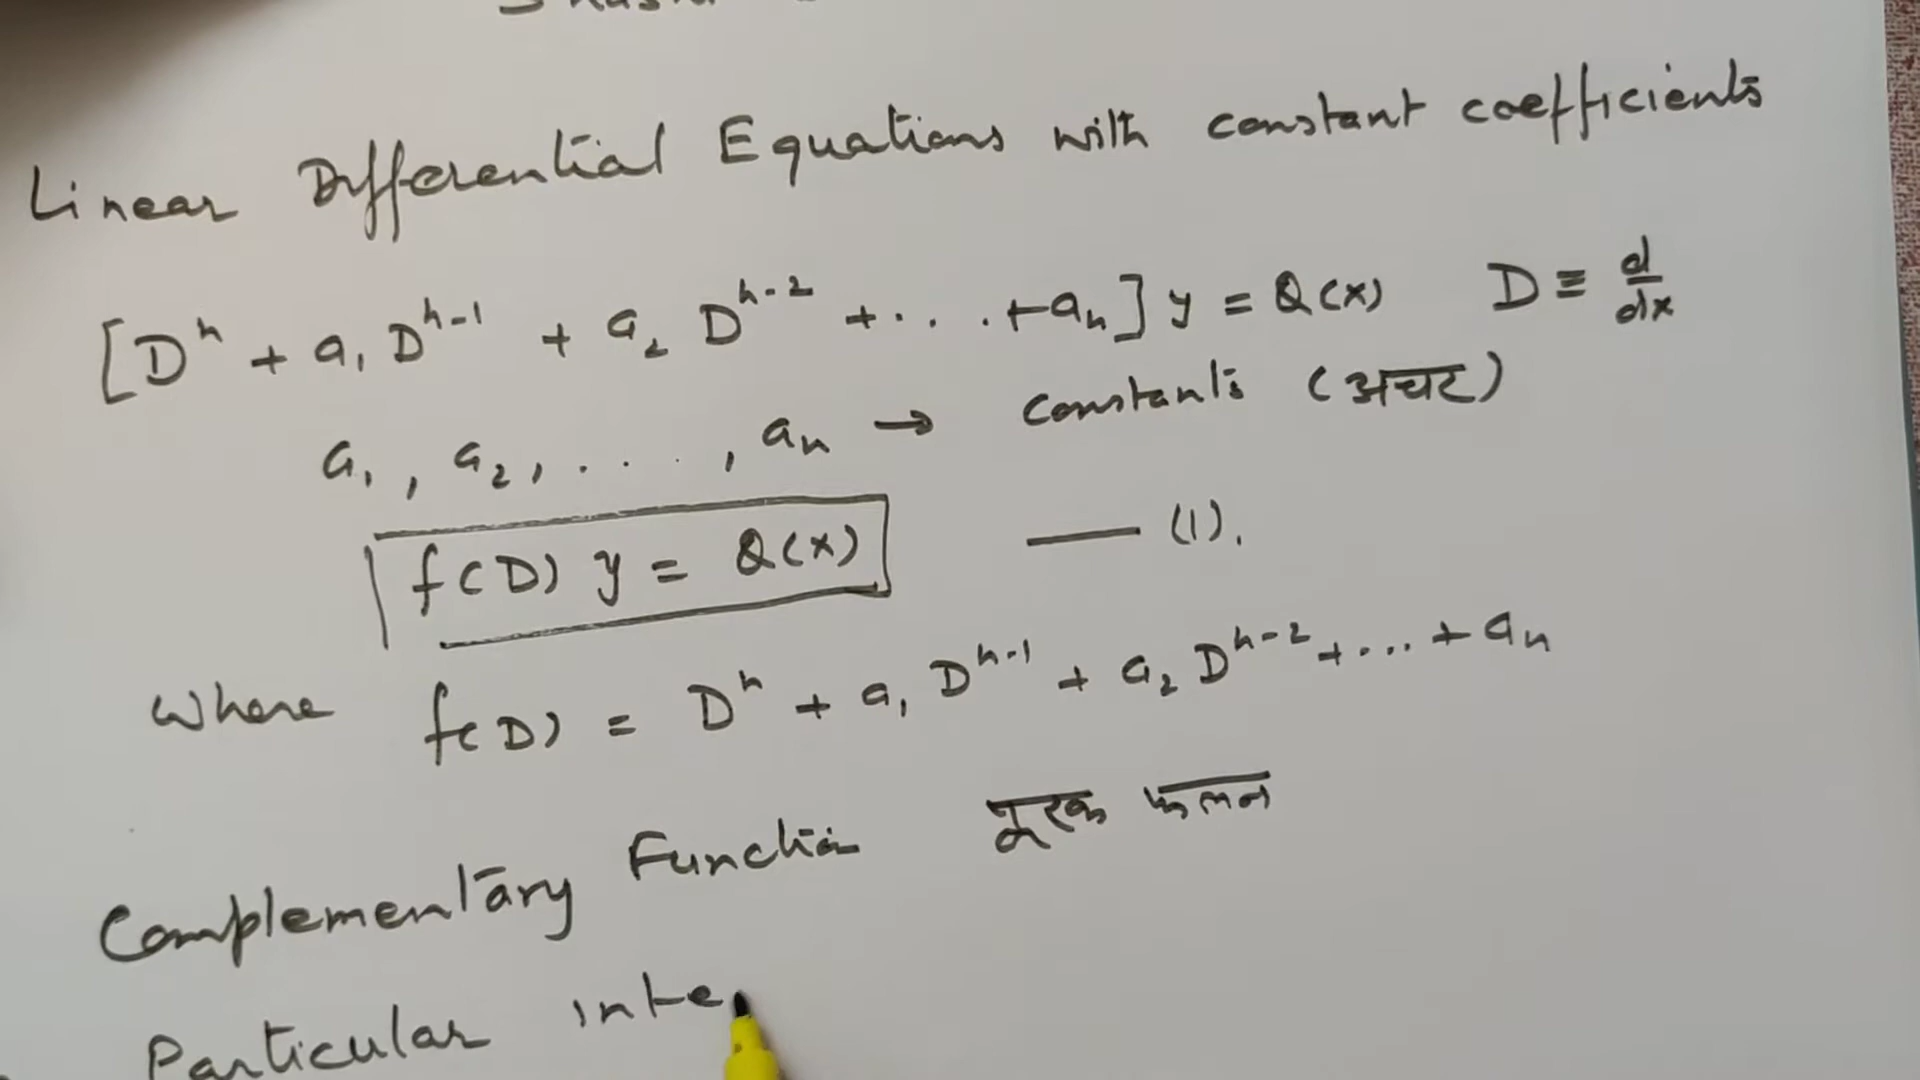 Linear Differential Equations with constant coefficients
[Dⁿ + a₁Dⁿ⁻¹ + a₂Dⁿ⁻² + . . . . + aₙ] y = Q(x) D ≡ d/dx
a₁, a₂, . . . . , aₙ → constants (अचर)
f(D) y = Q(x) —— (1).
where f(D) = Dⁿ + a₁Dⁿ⁻¹ + a₂Dⁿ⁻² + ... + aₙ
Complementary Function पूरक फलन
Particular inte